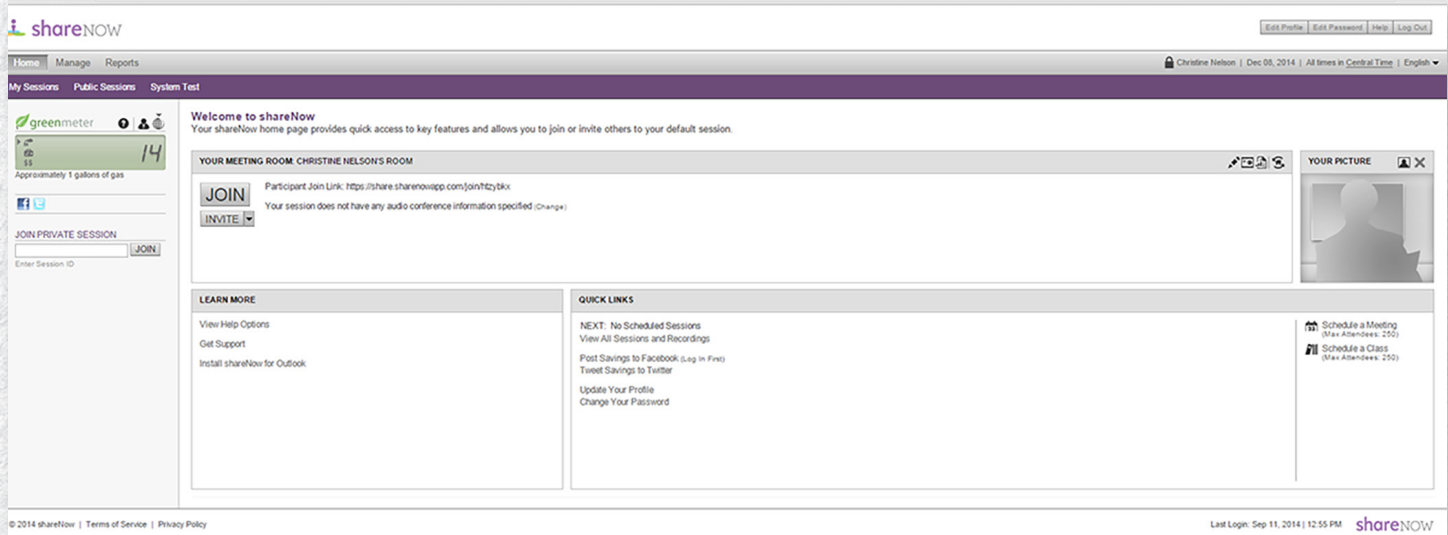 shareNOW
Edit Profile Edit Password Help Log Out
Home Manage Reports
Christine Nelson | Dec 08, 2014 | All times in Central Time | English
My Sessions Public Sessions System Test
greenmeter
14
$$
Approximately 1 gallons of gas
JOIN PRIVATE SESSION
JOIN
Enter Session ID
Welcome to shareNow
Your shareNow home page provides quick access to key features and allows you to join or invite others to your default session.
YOUR MEETING ROOM: CHRISTINE NELSON'S ROOM
JOIN
INVITE
Participant Join Link: https://share.sharenowapp.com/join/htzybkx
Your session does not have any audio conference information specified (Change)
YOUR PICTURE
LEARN MORE
View Help Options
Get Support
Install shareNow for Outlook
QUICK LINKS
NEXT: No Scheduled Sessions
View All Sessions and Recordings
Post Savings to Facebook (Log In First)
Tweet Savings to Twitter
Update Your Profile
Change Your Password
Schedule a Meeting
(Max Attendees: 250)
Schedule a Class
(Max Attendees: 250)
© 2014 shareNow | Terms of Service | Privacy Policy
Last Login: Sep 11, 2014 | 12:55 PM shareNOW